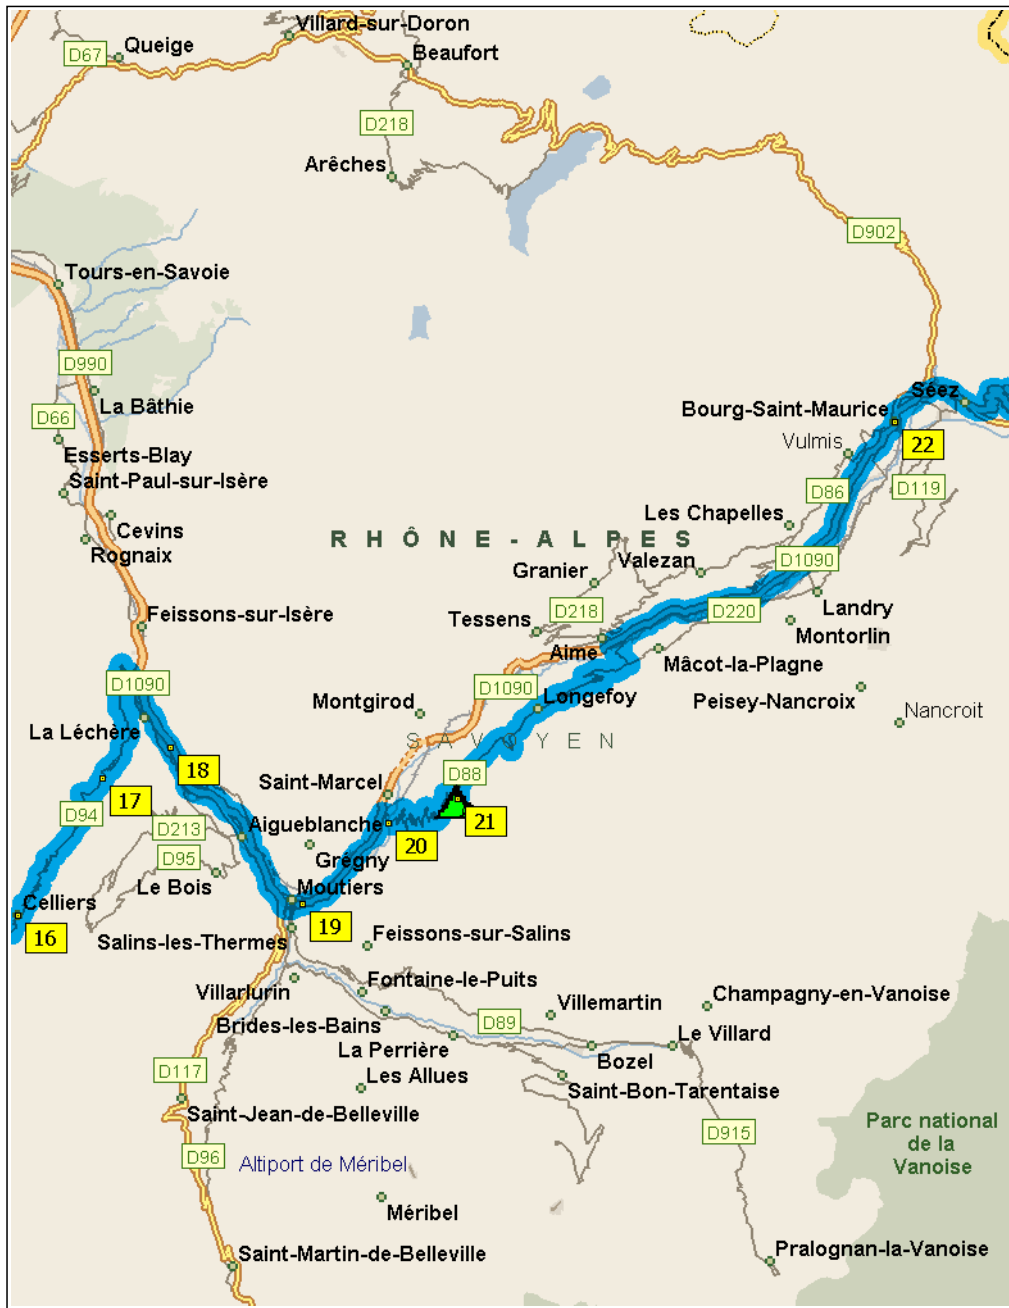 Villard-sur-Doron
Queige
D67
Beaufort
D218
Arêches
D902
Tours-en-Savoie
D990
La Bâthie
D66
Esserts-Blay
Saint-Paul-sur-Isère
Cevins
Rognaix
Séez
Bourg-Saint-Maurice
22
Vulmis
D119
D86
Les Chapelles
RHÔNE-ALPES
Valezan
D1090
Granier
Feissons-sur-Isère
Tessens
D218
D220
Landry
Montorlin
Aime
Mâcot-la-Plagne
D1090
D1090
Longefoy
Peisey-Nancroix
Montgirod
Nancroit
La Léchère
SAVOYEN
18
Saint-Marcel
D88
17
D94
D213
Aigueblanche
20
21
D95
Grégny
Le Bois
Moutiers
Celliers
16
19
Salins-les-Thermes
Feissons-sur-Salins
Villarlurin
Fontaine-le-Puits
Villemartin
Champagny-en-Vanoise
Brides-les-Bains
D89
Le Villard
La Perrière
Bozel
D117
Les Allues
Saint-Bon-Tarentaise
Saint-Jean-de-Belleville
D915
Parc national
de la
Vanoise
D96
Altiport de Méribel
Méribel
Saint-Martin-de-Belleville
Pralognan-la-Vanoise